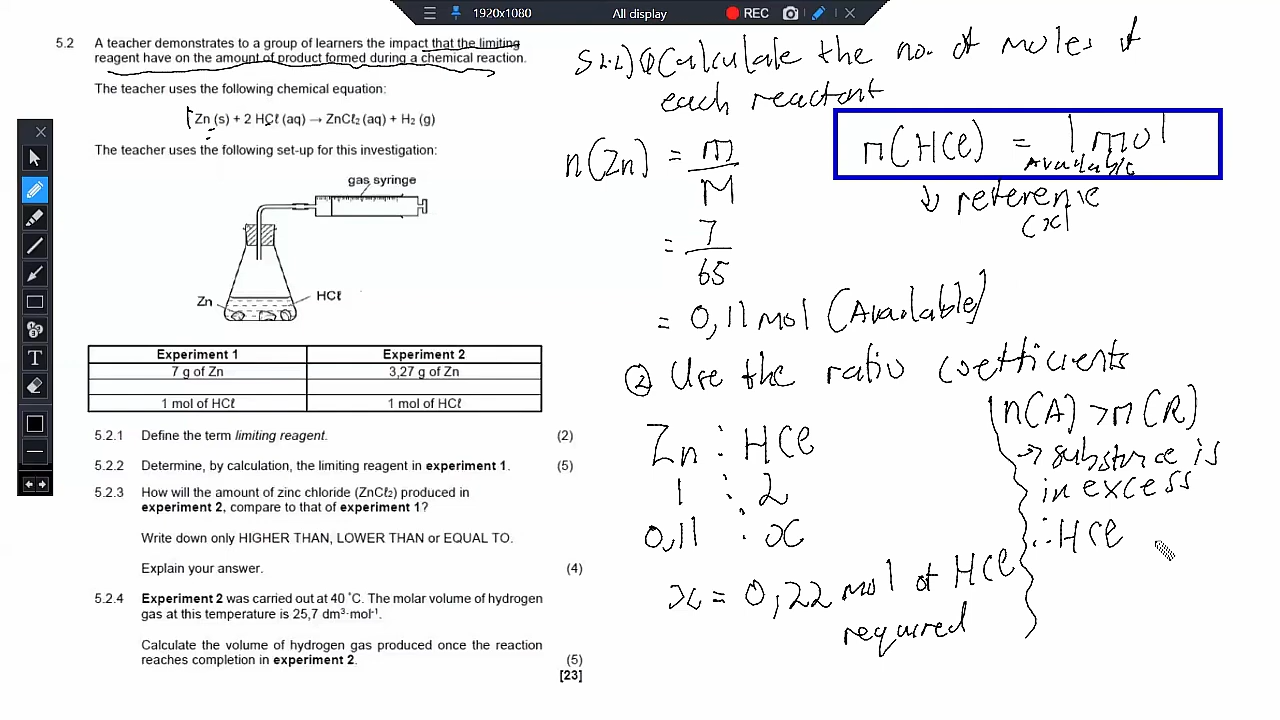 1920x1080
All display
REC
5.2 A teacher demonstrates to a group of learners the impact that the limiting
reagent have on the amount of product formed during a chemical reaction.
The teacher uses the following chemical equation:
Zn (s) + 2 HCℓ (aq) → ZnCℓ₂ (aq) + H₂ (g)
The teacher uses the following set-up for this investigation:
gas syringe
Zn
HCℓ
Experiment 1 Experiment 2
7 g of Zn 3,27 g of Zn
1 mol of HCℓ 1 mol of HCℓ
5.2.1 Define the term limiting reagent. (2)
5.2.2 Determine, by calculation, the limiting reagent in experiment 1. (5)
5.2.3 How will the amount of zinc chloride (ZnCℓ₂) produced in
experiment 2, compare to that of experiment 1?
Write down only HIGHER THAN, LOWER THAN or EQUAL TO.
Explain your answer. (4)
5.2.4 Experiment 2 was carried out at 40 ˚C. The molar volume of hydrogen
gas at this temperature is 25,7 dm³·mol⁻¹.
Calculate the volume of hydrogen gas produced once the reaction
reaches completion in experiment 2. (5)
[23]
5.2.2) ① Calculate the no. of moles of
each reactant
n(Zn) = m
M
= 7
65
= 0,11 mol (Available)
n(HCl) = 1 mol
Available
↓ reference
(x)
② Use the ratio coefficients
Zn : HCl
1 : 2
0,11 : x
x = 0,22 mol of HCl
required
n(A) > n(R)
→ substance is
in excess
∴ HCl